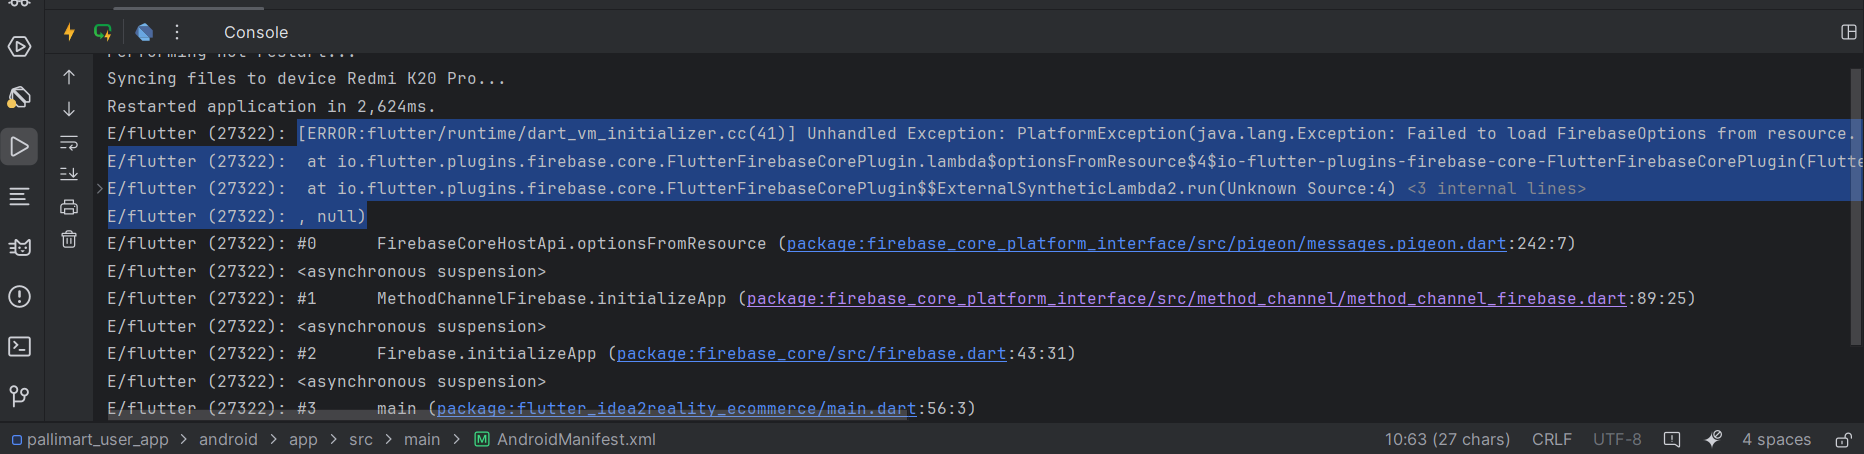 Console
Performing hot restart...
Syncing files to device Redmi K20 Pro...
Restarted application in 2,624ms.
E/flutter (27322): [ERROR:flutter/runtime/dart_vm_initializer.cc(41)] Unhandled Exception: PlatformException(java.lang.Exception: Failed to load FirebaseOptions from resource.
E/flutter (27322):  at io.flutter.plugins.firebase.core.FlutterFirebaseCorePlugin.lambda$optionsFromResource$4$io-flutter-plugins-firebase-core-FlutterFirebaseCorePlugin(Flutte
E/flutter (27322):  at io.flutter.plugins.firebase.core.FlutterFirebaseCorePlugin$$ExternalSyntheticLambda2.run(Unknown Source:4) <3 internal lines>
E/flutter (27322): , null)
E/flutter (27322): #0      FirebaseCoreHostApi.optionsFromResource (package:firebase_core_platform_interface/src/pigeon/messages.pigeon.dart:242:7)
E/flutter (27322): <asynchronous suspension>
E/flutter (27322): #1      MethodChannelFirebase.initializeApp (package:firebase_core_platform_interface/src/method_channel/method_channel_firebase.dart:89:25)
E/flutter (27322): <asynchronous suspension>
E/flutter (27322): #2      Firebase.initializeApp (package:firebase_core/src/firebase.dart:43:31)
E/flutter (27322): <asynchronous suspension>
E/flutter (27322): #3      main (package:flutter_idea2reality_ecommerce/main.dart:56:3)
pallimart_user_app > android > app > src > main > AndroidManifest.xml 10:63 (27 chars) CRLF UTF-8 4 spaces